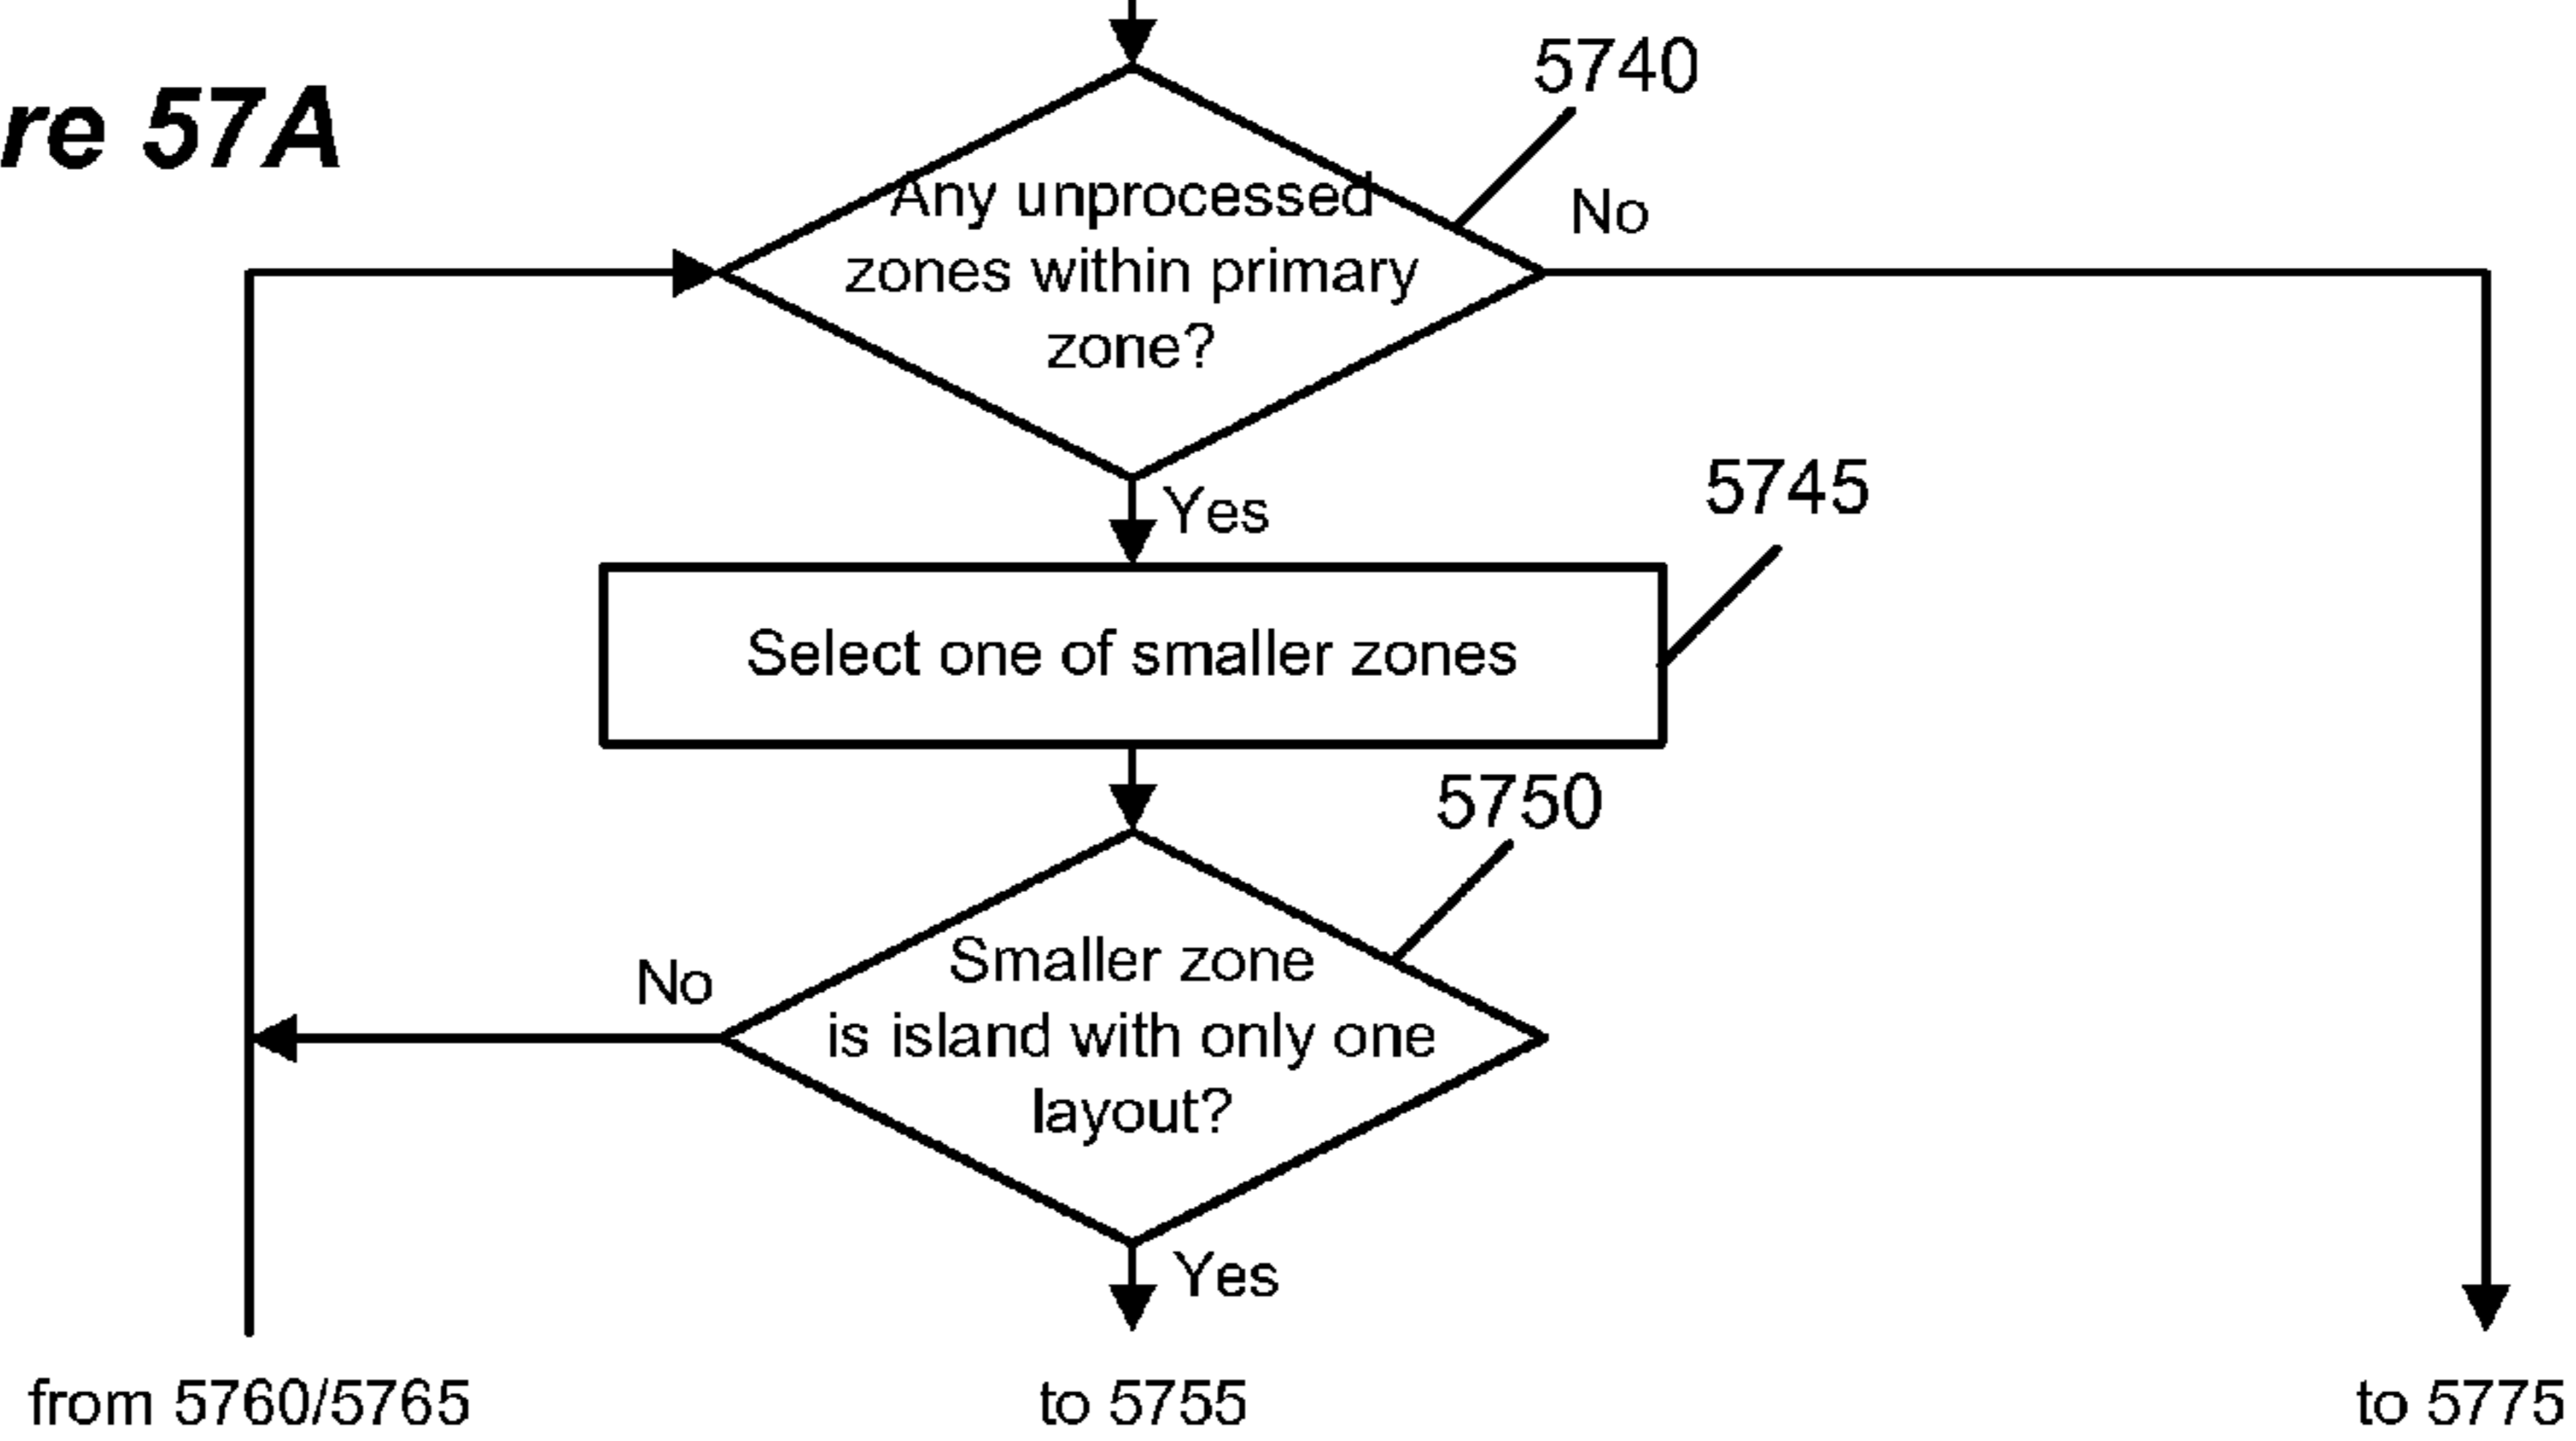 5740
re 57A
Any unprocessed
No
zones within primary
zone?
Yes
5745
Select one of smaller zones
5750
Smaller zone
No
is island with only one
layout?
Yes
from 5760/5765
to 5755
to 5775